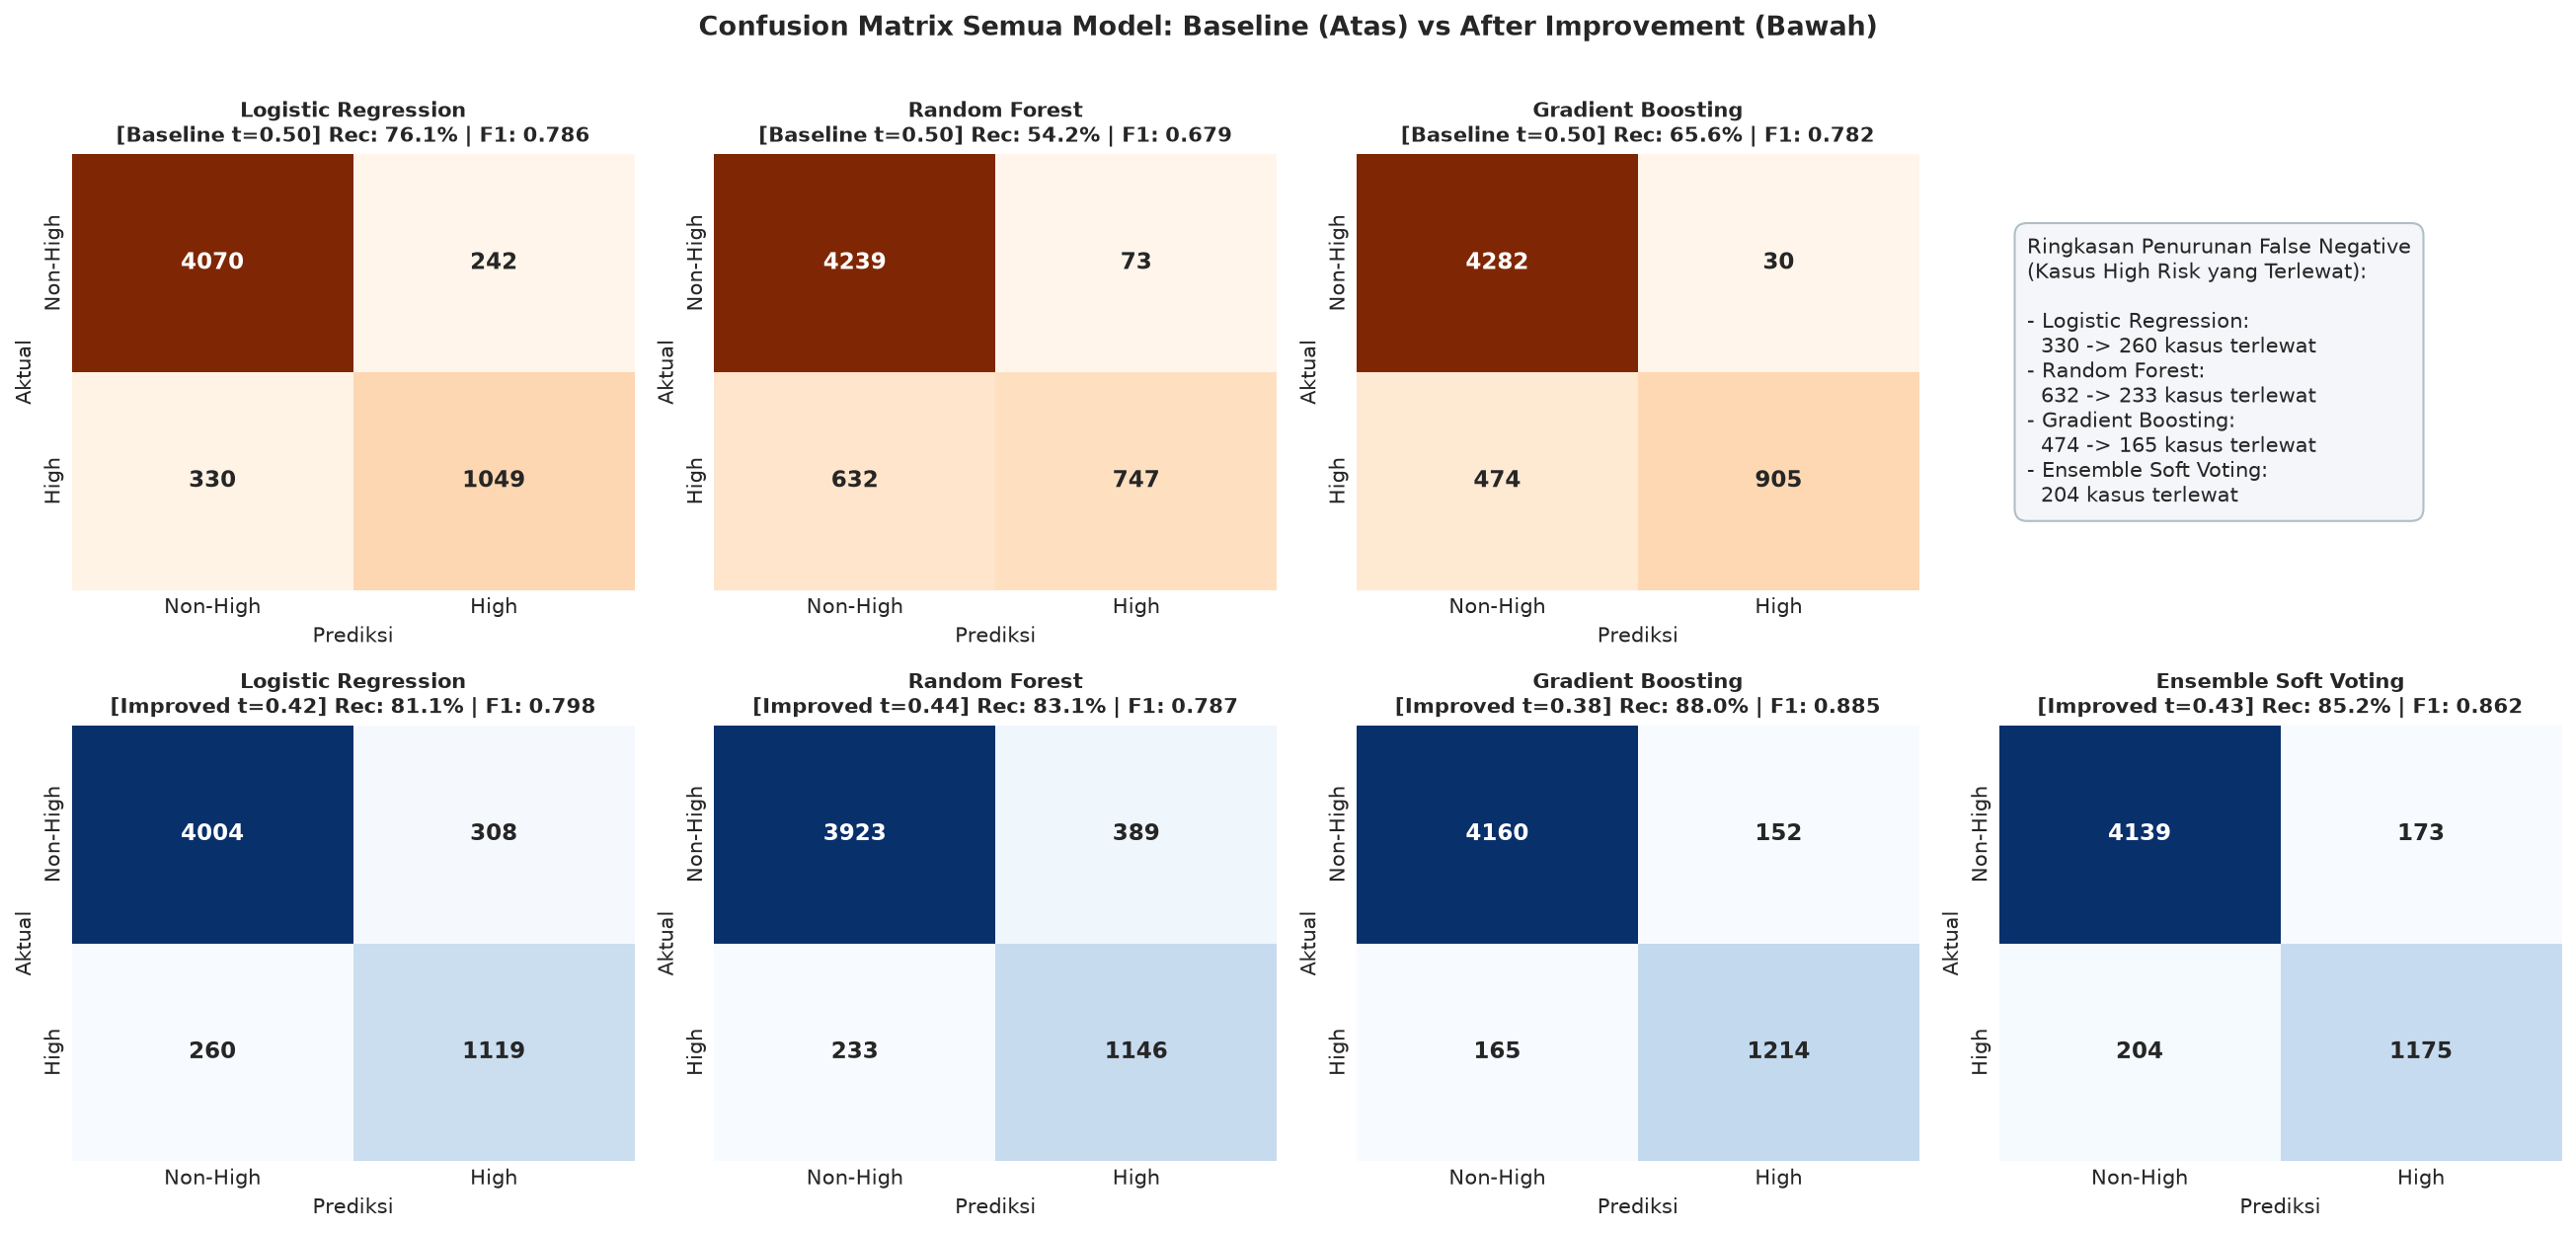 Confusion Matrix Semua Model: Baseline (Atas) vs After Improvement (Bawah)
Logistic Regression
[Baseline t=0.50] Rec: 76.1% | F1: 0.786
Non-High
High
Aktual
4070
242
330
1049
Non-High
High
Prediksi
Random Forest
[Baseline t=0.50] Rec: 54.2% | F1: 0.679
Non-High
High
Aktual
4239
73
632
747
Non-High
High
Prediksi
Gradient Boosting
[Baseline t=0.50] Rec: 65.6% | F1: 0.782
Non-High
High
Aktual
4282
30
474
905
Non-High
High
Prediksi
Ringkasan Penurunan False Negative
(Kasus High Risk yang Terlewat):
- Logistic Regression:
330 -> 260 kasus terlewat
- Random Forest:
632 -> 233 kasus terlewat
- Gradient Boosting:
474 -> 165 kasus terlewat
- Ensemble Soft Voting:
204 kasus terlewat
Logistic Regression
[Improved t=0.42] Rec: 81.1% | F1: 0.798
Non-High
High
Aktual
4004
308
260
1119
Non-High
High
Prediksi
Random Forest
[Improved t=0.44] Rec: 83.1% | F1: 0.787
Non-High
High
Aktual
3923
389
233
1146
Non-High
High
Prediksi
Gradient Boosting
[Improved t=0.38] Rec: 88.0% | F1: 0.885
Non-High
High
Aktual
4160
152
165
1214
Non-High
High
Prediksi
Ensemble Soft Voting
[Improved t=0.43] Rec: 85.2% | F1: 0.862
Non-High
High
Aktual
4139
173
204
1175
Non-High
High
Prediksi